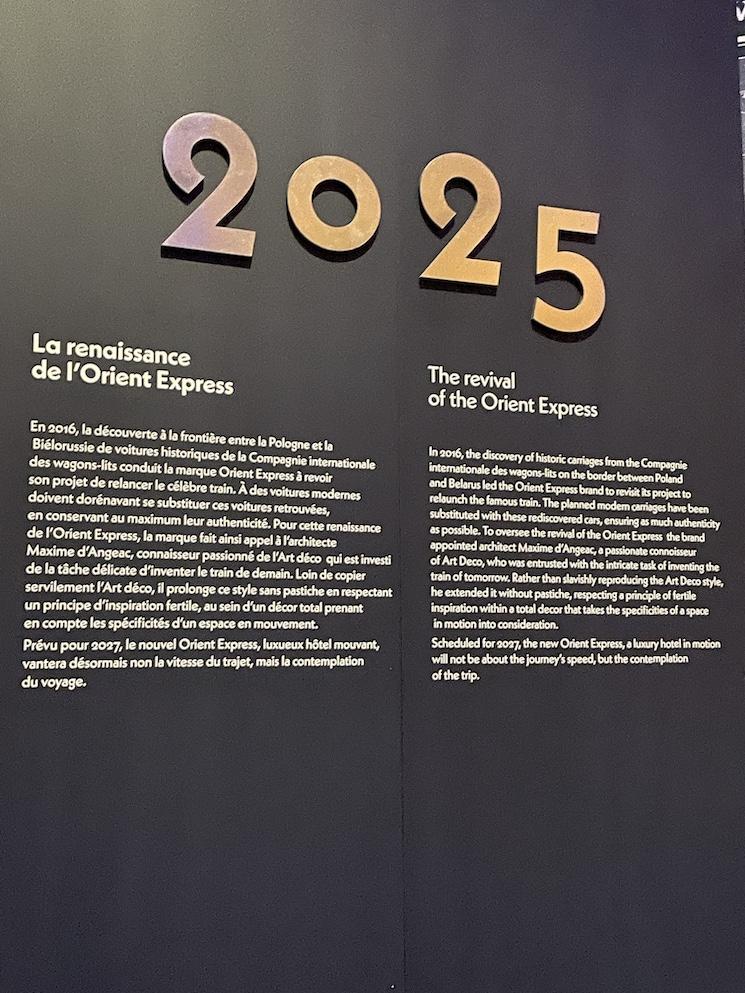 2025
La renaissance
de l'Orient Express
En 2016, la découverte à la frontière entre la Pologne et la
Biélorussie de voitures historiques de la Compagnie internationale
des wagons-lits conduit la marque Orient Express à revoir
son projet de relancer le célèbre train. À des voitures modernes
doivent dorénavant se substituer ces voitures retrouvées,
en conservant au maximum leur authenticité. Pour cette renaissance
de l'Orient Express, la marque fait ainsi appel à l'architecte
Maxime d'Angeac, connaisseur passionné de l'Art déco qui est investi
de la tâche délicate d'inventer le train de demain. Loin de copier
servilement l'Art déco, il prolonge ce style sans pastiche en respectant
un principe d'inspiration fertile, au sein d'un décor total prenant
en compte les spécificités d'un espace en mouvement.
Prévu pour 2027, le nouvel Orient Express, luxueux hôtel mouvant,
vantera désormais non la vitesse du trajet, mais la contemplation
du voyage.
The revival
of the Orient Express
In 2016, the discovery of historic carriages from the Compagnie
internationale des wagons-lits on the border between Poland
and Belarus led the Orient Express brand to revisit its project to
relaunch the famous train. The planned modern carriages have been
substituted with these rediscovered cars, ensuring as much authenticity
as possible. To oversee the revival of the Orient Express the brand
appointed architect Maxime d'Angeac, a passionate connoisseur
of Art Deco, who was entrusted with the intricate task of inventing the
train of tomorrow. Rather than slavishly reproducing the Art Deco style,
he extended it without pastiche, respecting a principle of fertile
inspiration within a total decor that takes the specificities of a space
in motion into consideration.
Scheduled for 2027, the new Orient Express, a luxury hotel in motion
will not be about the journey's speed, but the contemplation
of the trip.